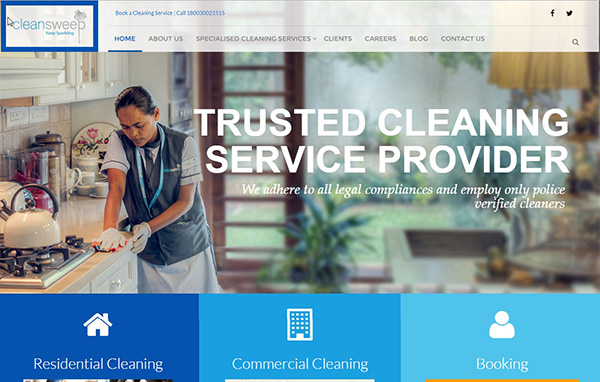 cleansweep
Keep Sparkling
Book a Cleaning Service | Call 180030021515
HOME ABOUT US SPECIALISED CLEANING SERVICES CLIENTS CAREERS BLOG CONTACT US
TRUSTED CLEANING
SERVICE PROVIDER
We adhere to all legal compliances and employ only police
verified cleaners
Residential Cleaning
Commercial Cleaning
Booking